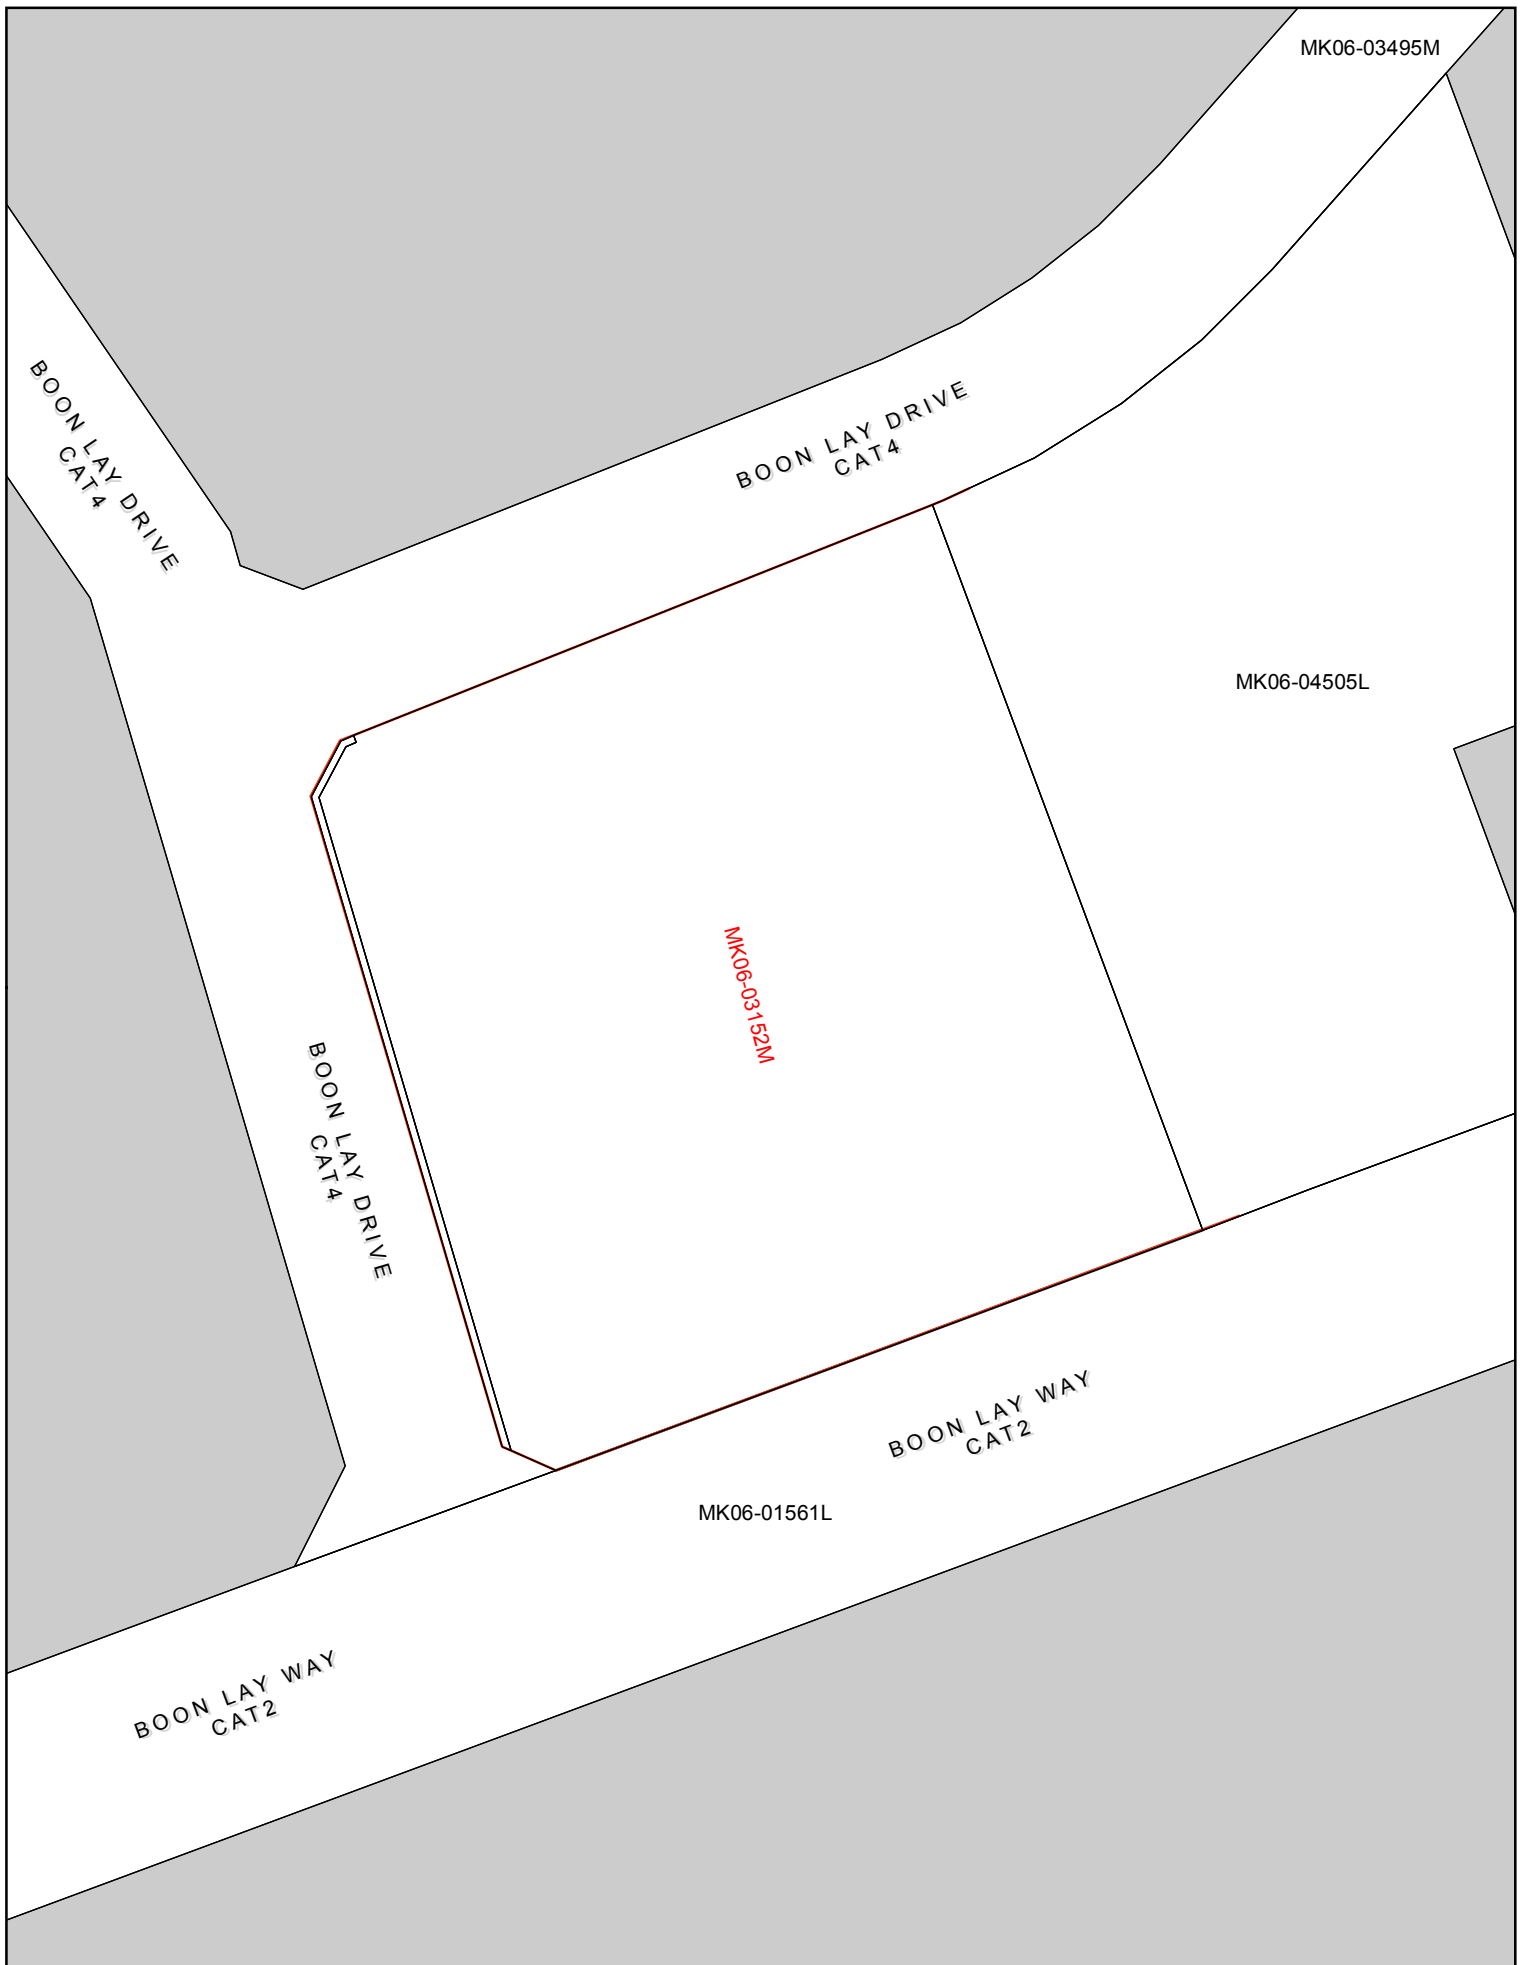 MK06-03495M
BOON LAY DRIVE
CAT4
BOON LAY DRIVE
CAT4
MK06-04505L
MK06-03152M
BOON LAY DRIVE
CAT4
BOON LAY WAY
CAT2
MK06-01561L
BOON LAY WAY
CAT2